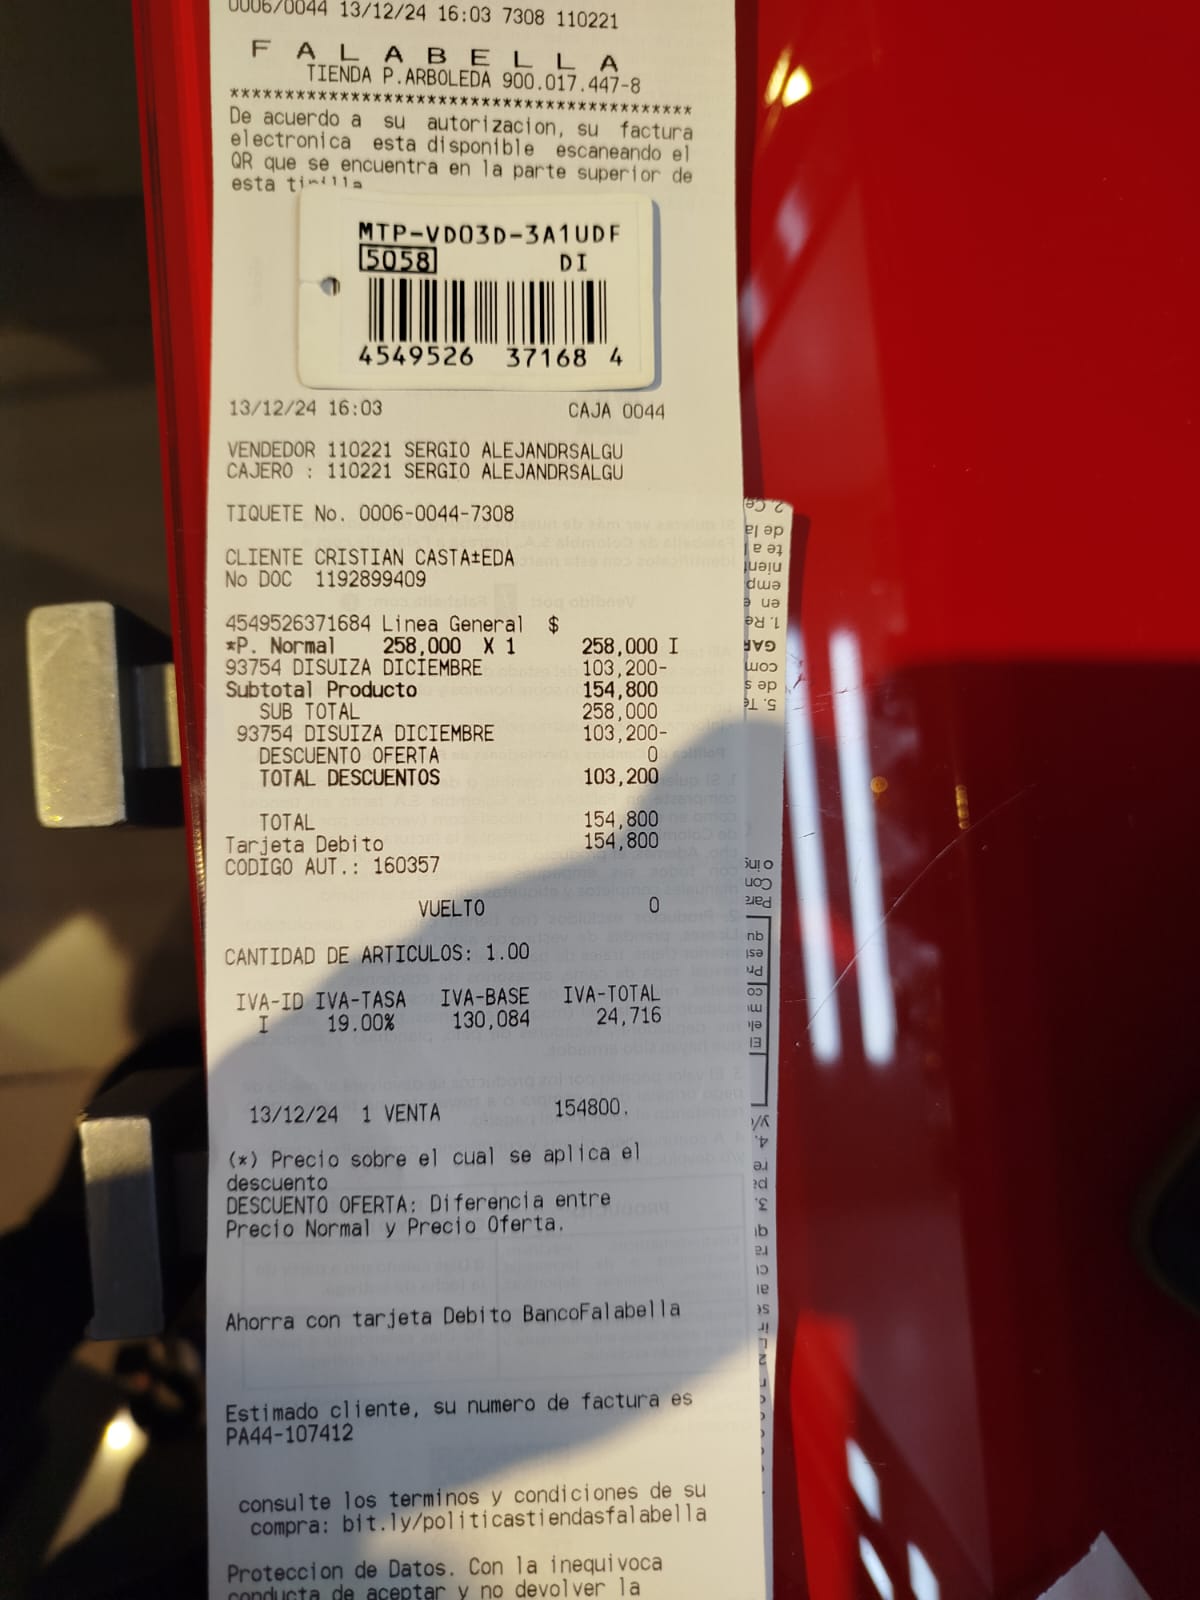 0006/0044 13/12/24 16:03 7308 110221
F A L A B E L L A
TIENDA P.ARBOLEDA 900.017.447-8
******************************************
De acuerdo a su autorizacion, su factura
electronica esta disponible escaneando el
QR que se encuentra en la parte superior de
esta tirilla
MTP-VD03D-3A1UDF
5058 DI
4549526 37168 4
13/12/24 16:03 CAJA 0044
VENDEDOR 110221 SERGIO ALEJANDRSALGU
CAJERO : 110221 SERGIO ALEJANDRSALGU
TIQUETE No. 0006-0044-7308
CLIENTE CRISTIAN CASTA±EDA
No DOC 1192899409
4549526371684 Linea General $
*P. Normal 258,000 X 1 258,000 I
93754 DISUIZA DICIEMBRE 103,200-
Subtotal Producto 154,800
SUB TOTAL 258,000
93754 DISUIZA DICIEMBRE 103,200-
DESCUENTO OFERTA 0
TOTAL DESCUENTOS 103,200
TOTAL 154,800
Tarjeta Debito 154,800
CODIGO AUT.: 160357
VUELTO 0
CANTIDAD DE ARTICULOS: 1.00
IVA-ID IVA-TASA IVA-BASE IVA-TOTAL
I 19.00% 130,084 24,716
13/12/24 1 VENTA 154800.
(*) Precio sobre el cual se aplica el
descuento
DESCUENTO OFERTA: Diferencia entre
Precio Normal y Precio Oferta.
Ahorra con tarjeta Debito BancoFalabella
Estimado cliente, su numero de factura es
PA44-107412
consulte los terminos y condiciones de su
compra: bit.ly/politicastiendasfalabella
Proteccion de Datos. Con la inequivoca
conducta de aceptar y no devolver la